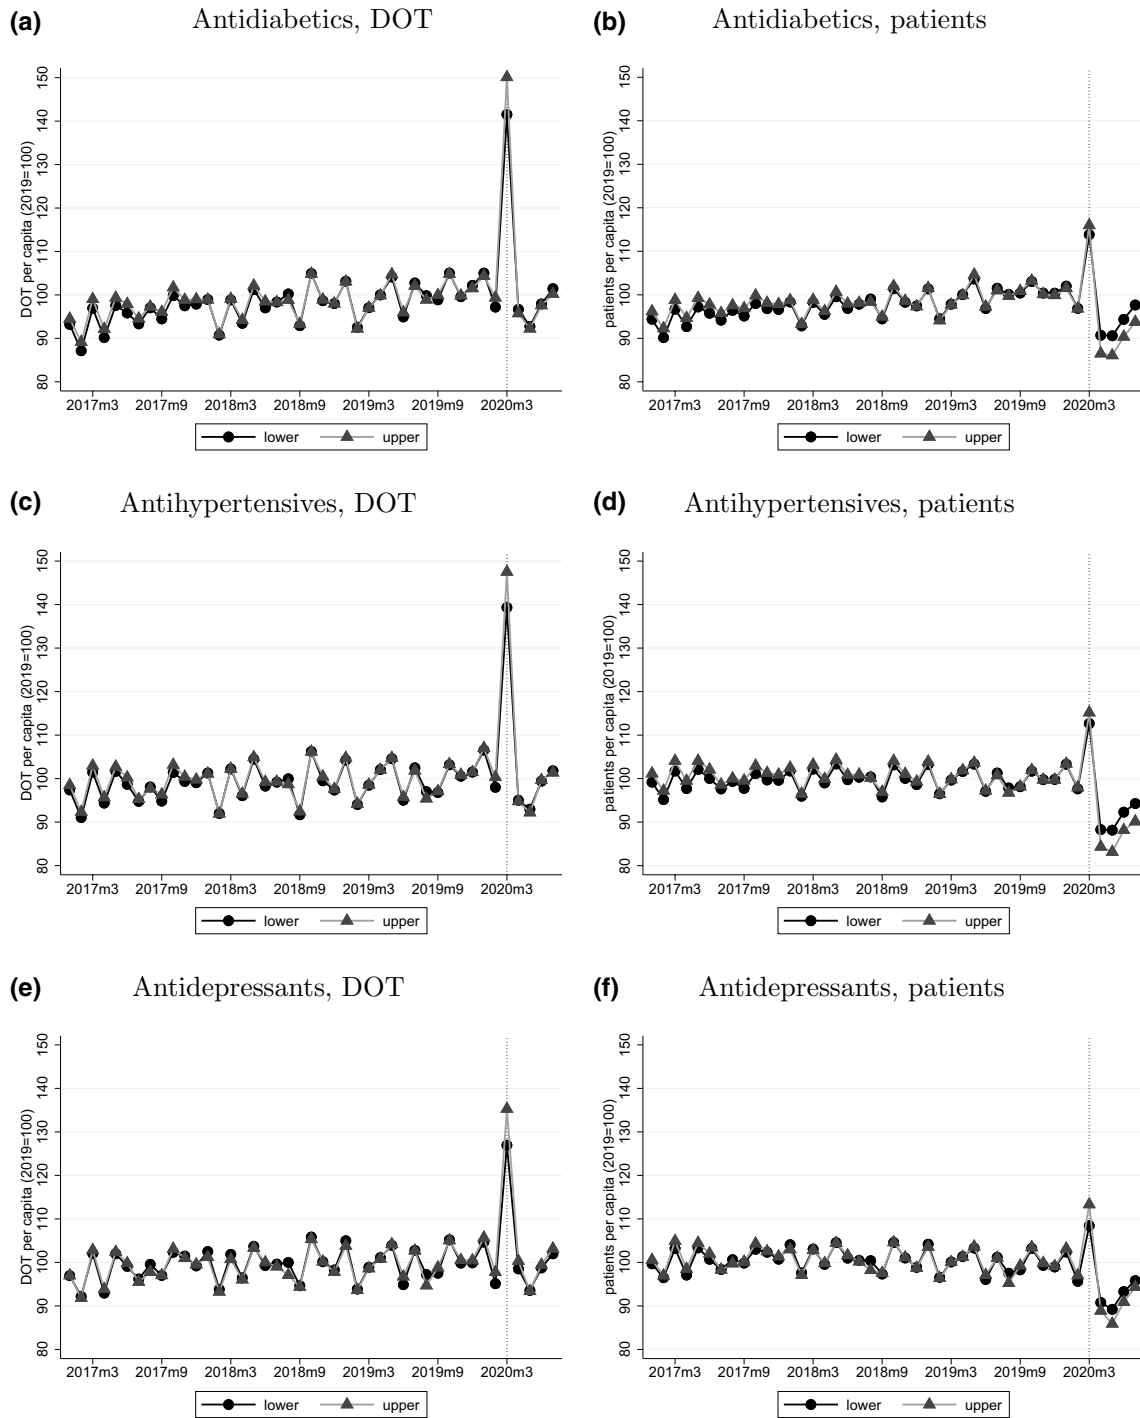 (a) Antidiabetics, DOT
DOT per capita (2019=100)
150
140
130
120
110
100
90
80
2017m3 2017m9 2018m3 2018m9 2019m3 2019m9 2020m3
lower upper
(b) Antidiabetics, patients
patients per capita (2019=100)
150
140
130
120
110
100
90
80
2017m3 2017m9 2018m3 2018m9 2019m3 2019m9 2020m3
lower upper
(c) Antihypertensives, DOT
DOT per capita (2019=100)
150
140
130
120
110
100
90
80
2017m3 2017m9 2018m3 2018m9 2019m3 2019m9 2020m3
lower upper
(d) Antihypertensives, patients
patients per capita (2019=100)
150
140
130
120
110
100
90
80
2017m3 2017m9 2018m3 2018m9 2019m3 2019m9 2020m3
lower upper
(e) Antidepressants, DOT
DOT per capita (2019=100)
150
140
130
120
110
100
90
80
2017m3 2017m9 2018m3 2018m9 2019m3 2019m9 2020m3
lower upper
(f) Antidepressants, patients
patients per capita (2019=100)
150
140
130
120
110
100
90
80
2017m3 2017m9 2018m3 2018m9 2019m3 2019m9 2020m3
lower upper